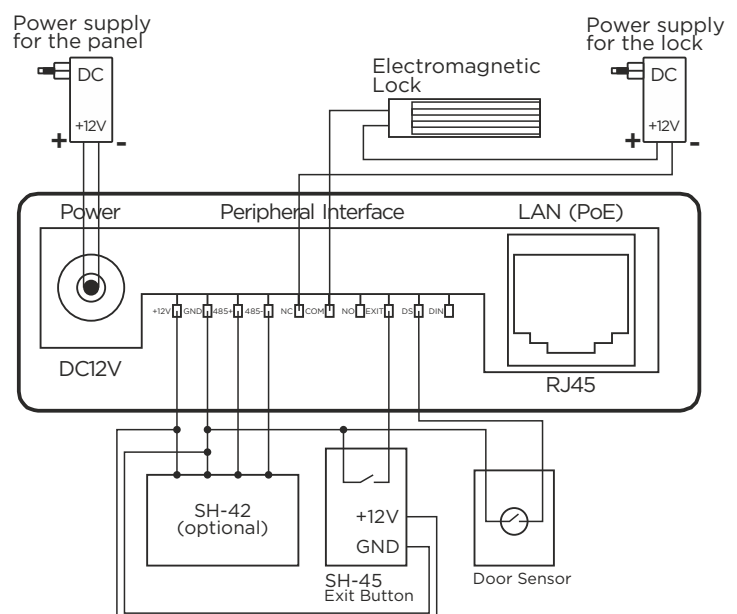 Power supply
for the panel
Power supply
for the lock
DC
+12V
+
-
Electromagnetic
Lock
DC
+12V
+
-
Power
Peripheral Interface
LAN (PoE)
+12V GND 485+ 485- NC COM NO EXIT DS DIN
DC12V
RJ45
SH-42
(optional)
+12V
GND
SH-45
Exit Button
Door Sensor